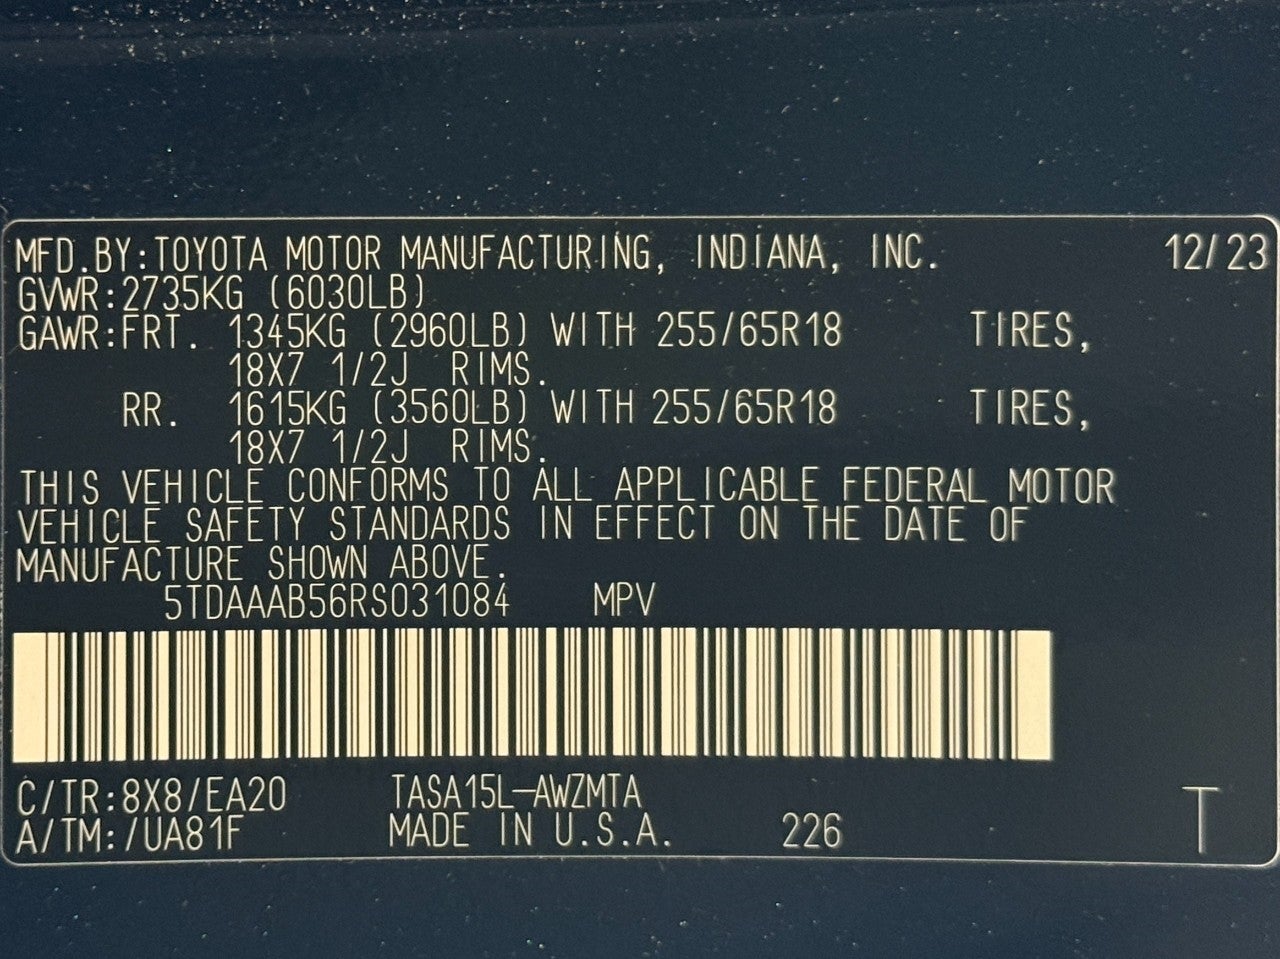 MFD.BY:TOYOTA MOTOR MANUFACTURING, INDIANA, INC. 12/23
GVWR:2735KG (6030LB)
GAWR:FRT. 1345KG (2960LB) WITH 255/65R18 TIRES,
18X7 1/2J RIMS.
RR. 1615KG (3560LB) WITH 255/65R18 TIRES,
18X7 1/2J RIMS.
THIS VEHICLE CONFORMS TO ALL APPLICABLE FEDERAL MOTOR
VEHICLE SAFETY STANDARDS IN EFFECT ON THE DATE OF
MANUFACTURE SHOWN ABOVE.
5TDAAAB56RS031084 MPV
C/TR:8X8/EA20 TASA15L-AWZMTA
A/TM:/UA81F MADE IN U.S.A. 226 T